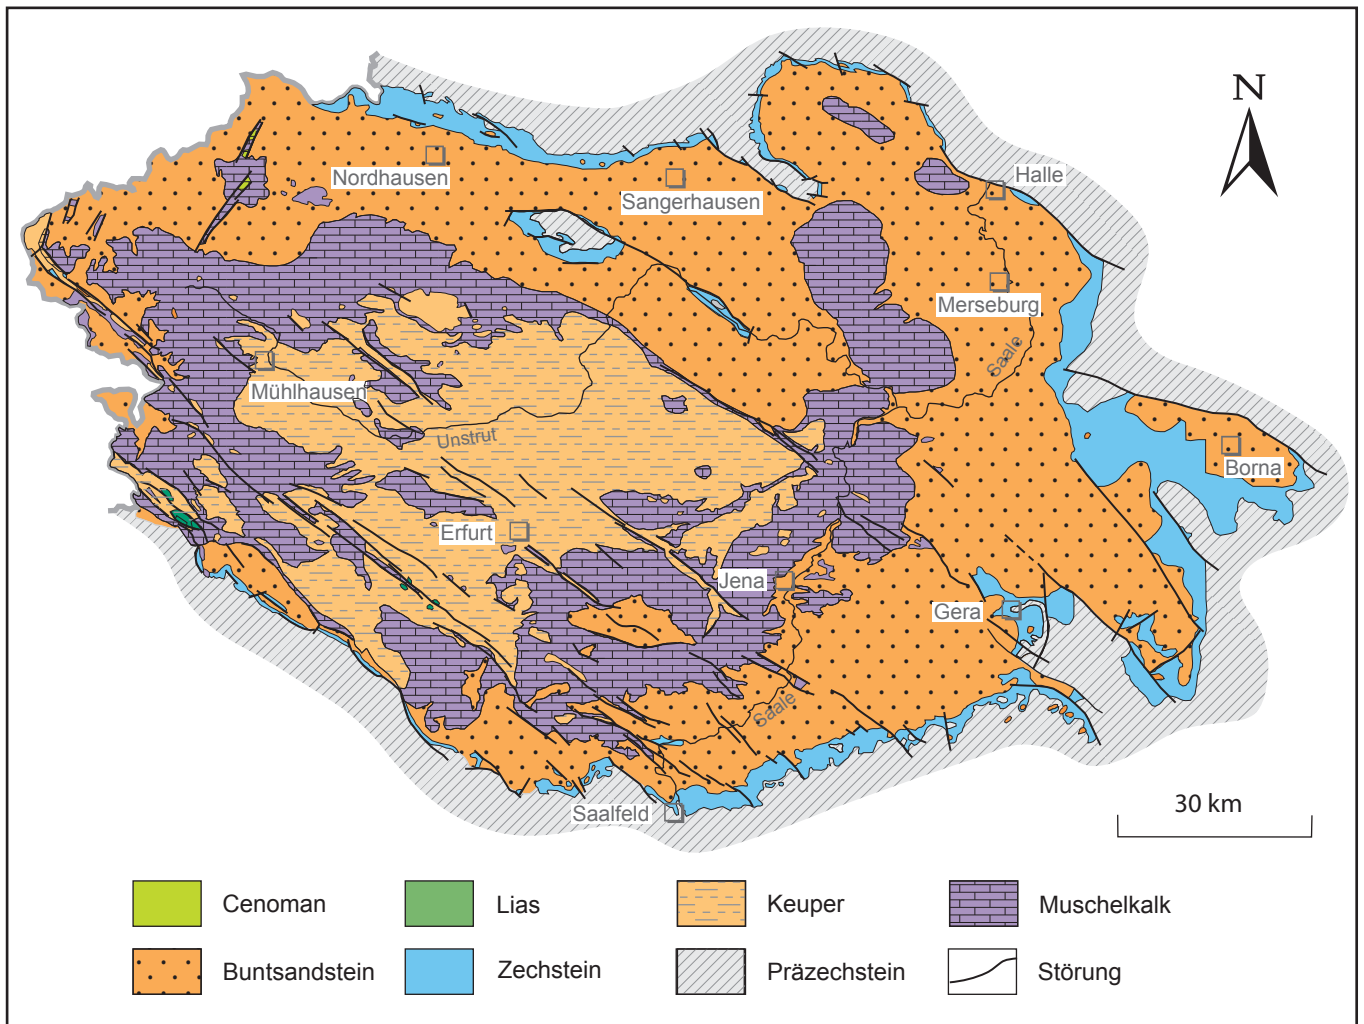 N
Halle
Nordhausen
Sangerhausen
Merseburg
Saale
Mühlhausen
Unstrut
Borna
Erfurt
Jena
Gera
Saale
Saalfeld
30 km
Cenoman
Lias
Keuper
Muschelkalk
Buntsandstein
Zechstein
Präzechstein
Störung